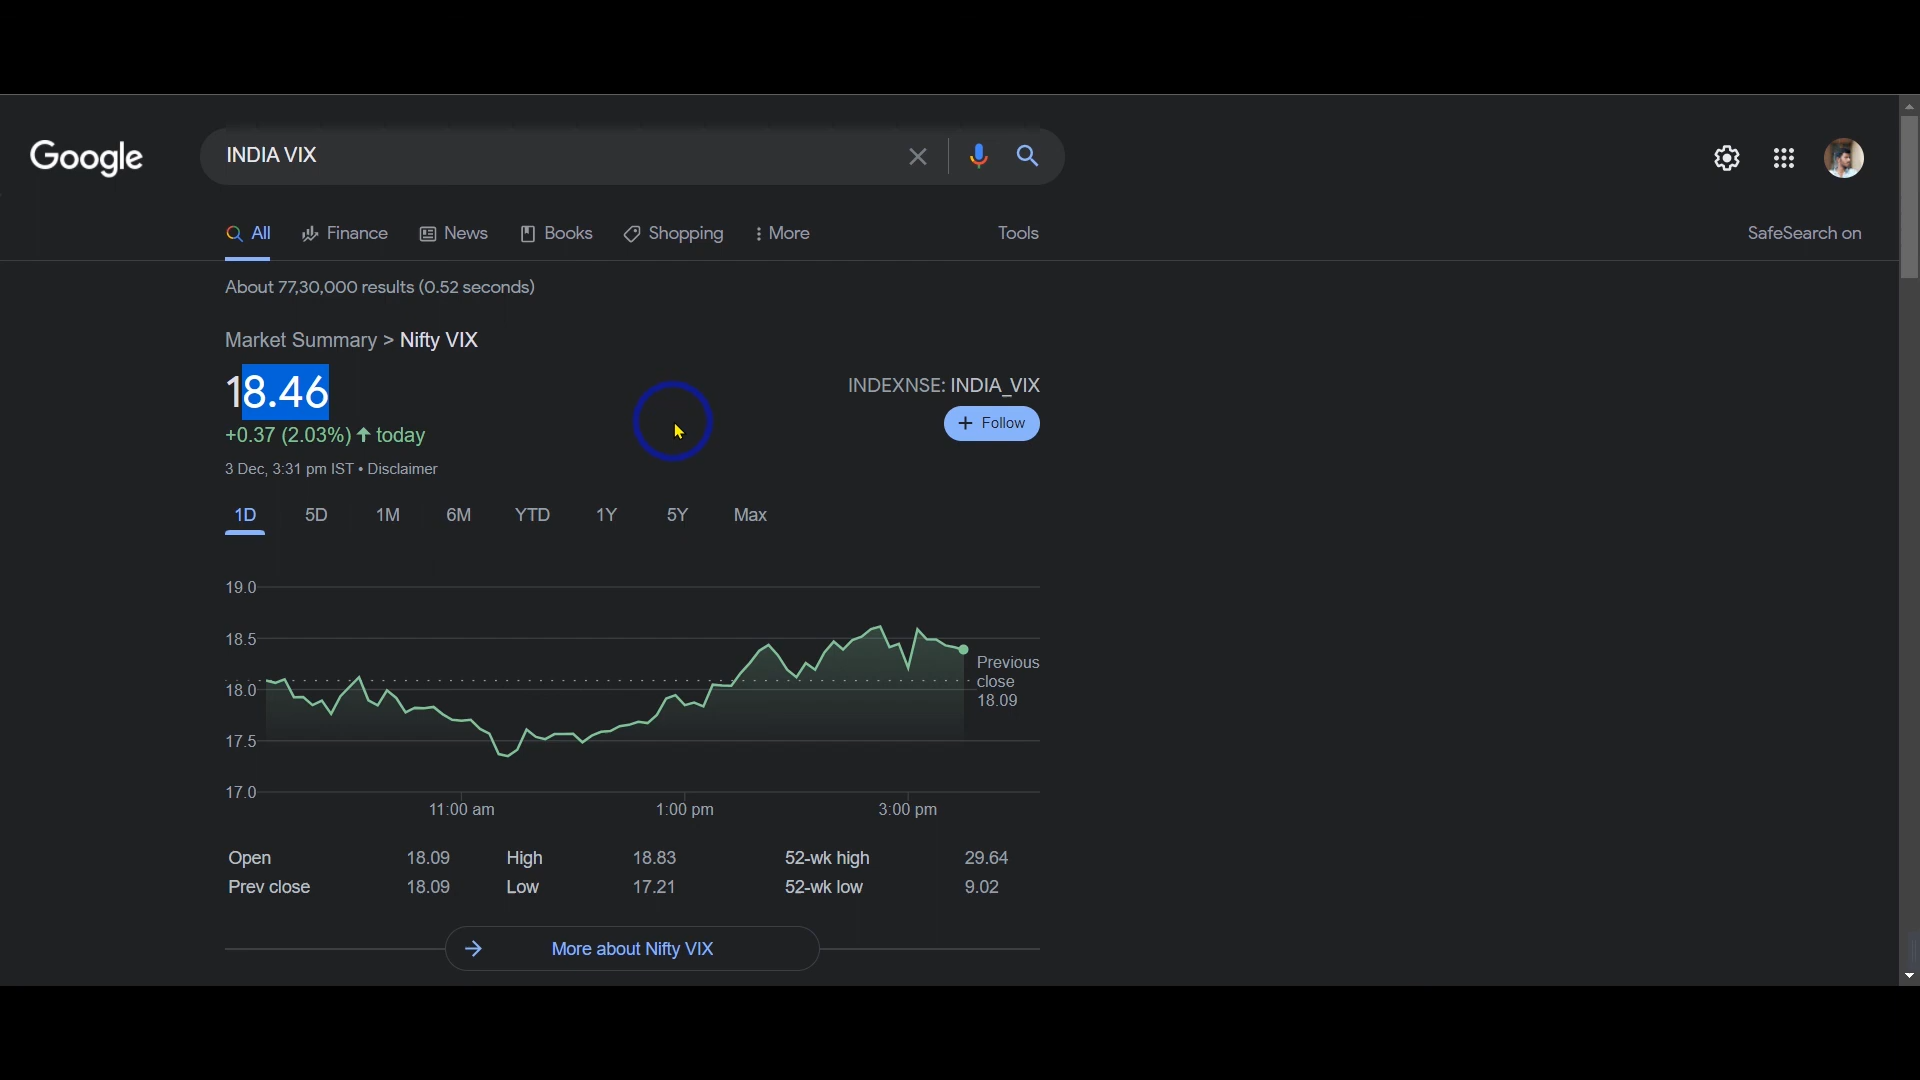 Google
INDIA VIX
All Finance News Books Shopping More Tools SafeSearch on
About 77,30,000 results (0.52 seconds)
Market Summary > Nifty VIX
18.46
INDEXNSE: INDIA_VIX
+ Follow
+0.37 (2.03%) ↑ today
3 Dec, 3:31 pm IST • Disclaimer
1D 5D 1M 6M YTD 1Y 5Y Max
19.0
18.5
18.0
17.5
17.0
Previous
close
18.09
11:00 am 1:00 pm 3:00 pm
Open 18.09 High 18.83 52-wk high 29.64
Prev close 18.09 Low 17.21 52-wk low 9.02
→ More about Nifty VIX